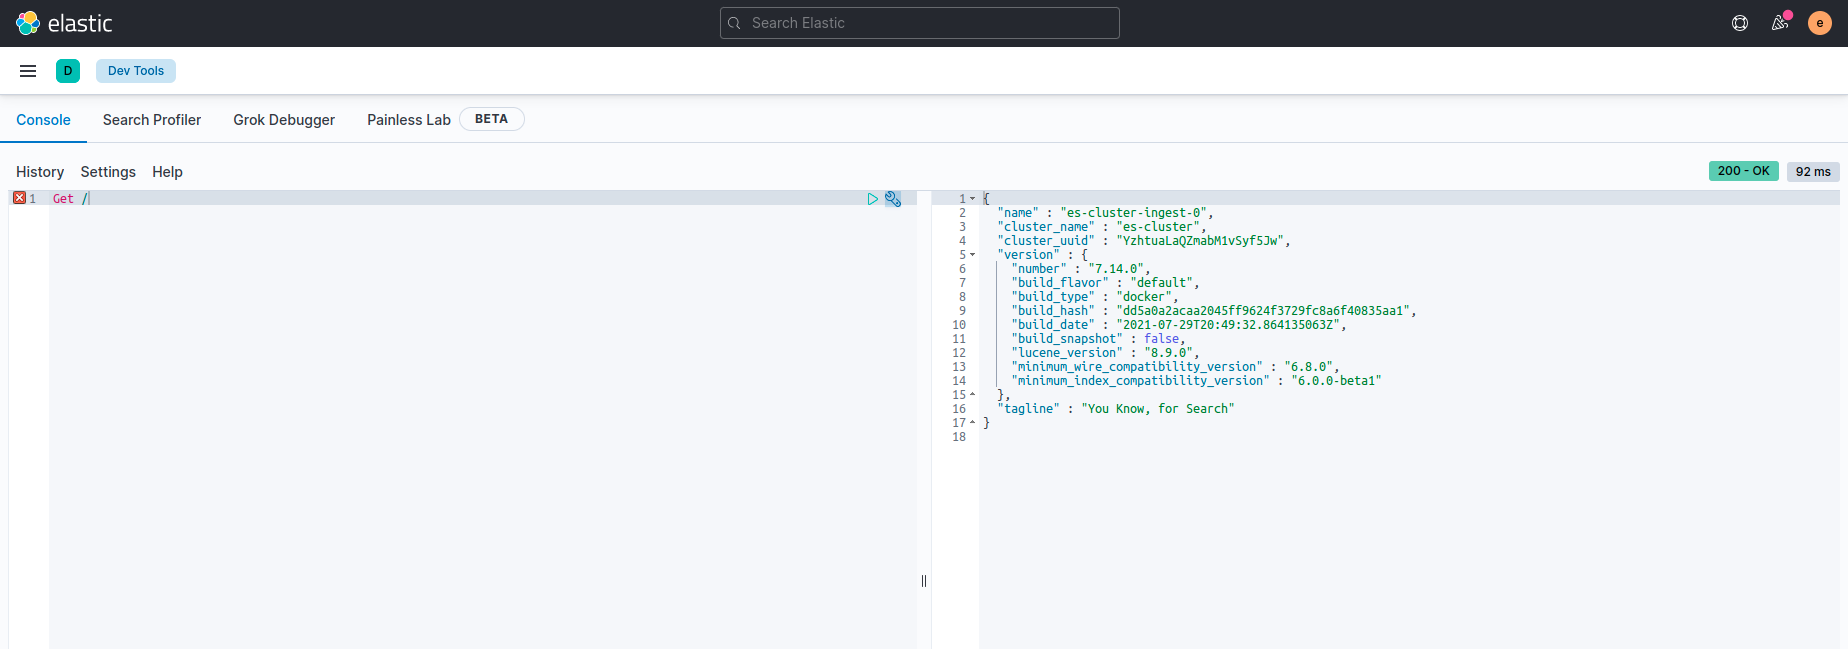 elastic
Search Elastic
e
D
Dev Tools
Console Search Profiler Grok Debugger Painless Lab BETA
History Settings Help
200 - OK 92 ms
1 Get /
1 {
2 "name" : "es-cluster-ingest-0",
3 "cluster_name" : "es-cluster",
4 "cluster_uuid" : "YzhtuaLaQZmabM1vSyf5Jw",
5 "version" : {
6 "number" : "7.14.0",
7 "build_flavor" : "default",
8 "build_type" : "docker",
9 "build_hash" : "dd5a0a2acaa2045ff9624f3729fc8a6f40835aa1",
10 "build_date" : "2021-07-29T20:49:32.864135063Z",
11 "build_snapshot" : false,
12 "lucene_version" : "8.9.0",
13 "minimum_wire_compatibility_version" : "6.8.0",
14 "minimum_index_compatibility_version" : "6.0.0-beta1"
15 },
16 "tagline" : "You Know, for Search"
17 }
18